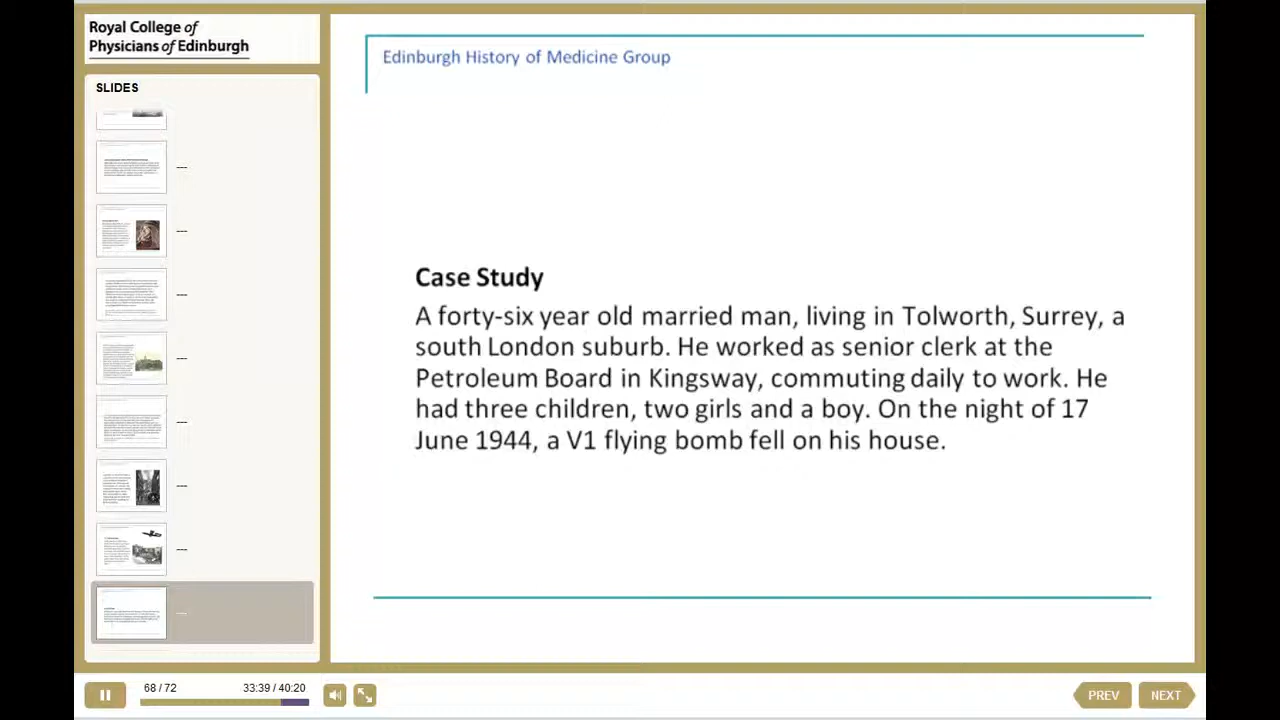 Royal College of
Physicians of Edinburgh
SLIDES
Edinburgh History of Medicine Group
Case Study
A forty-six year old married man, living in Tolworth, Surrey, a
south London suburb. He worked as senior clerk at the
Petroleum Board in Kingsway, commuting daily to work. He
had three children, two girls and a boy. On the night of 17
June 1944, a V1 flying bomb fell on his house.
68 / 72
33:39 / 40:20
PREV
NEXT